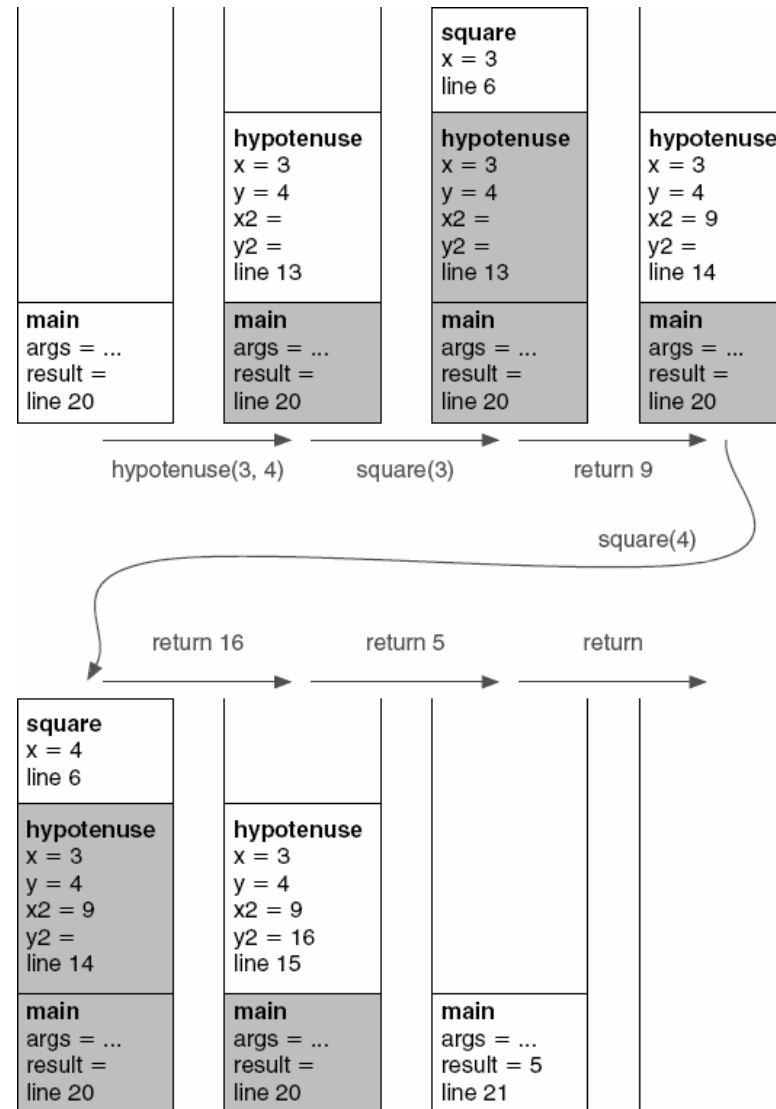 main
args = ...
result =
line 20
hypotenuse
x = 3
y = 4
x2 =
y2 =
line 13
main
args = ...
result =
line 20
square
x = 3
line 6
hypotenuse
x = 3
y = 4
x2 =
y2 =
line 13
main
args = ...
result =
line 20
hypotenuse
x = 3
y = 4
x2 = 9
y2 =
line 14
main
args = ...
result =
line 20
hypotenuse(3, 4)
square(3)
return 9
square(4)
return 16
return 5
return
square
x = 4
line 6
hypotenuse
x = 3
y = 4
x2 = 9
y2 =
line 14
main
args = ...
result =
line 20
hypotenuse
x = 3
y = 4
x2 = 9
y2 = 16
line 15
main
args = ...
result =
line 20
main
args = ...
result = 5
line 21